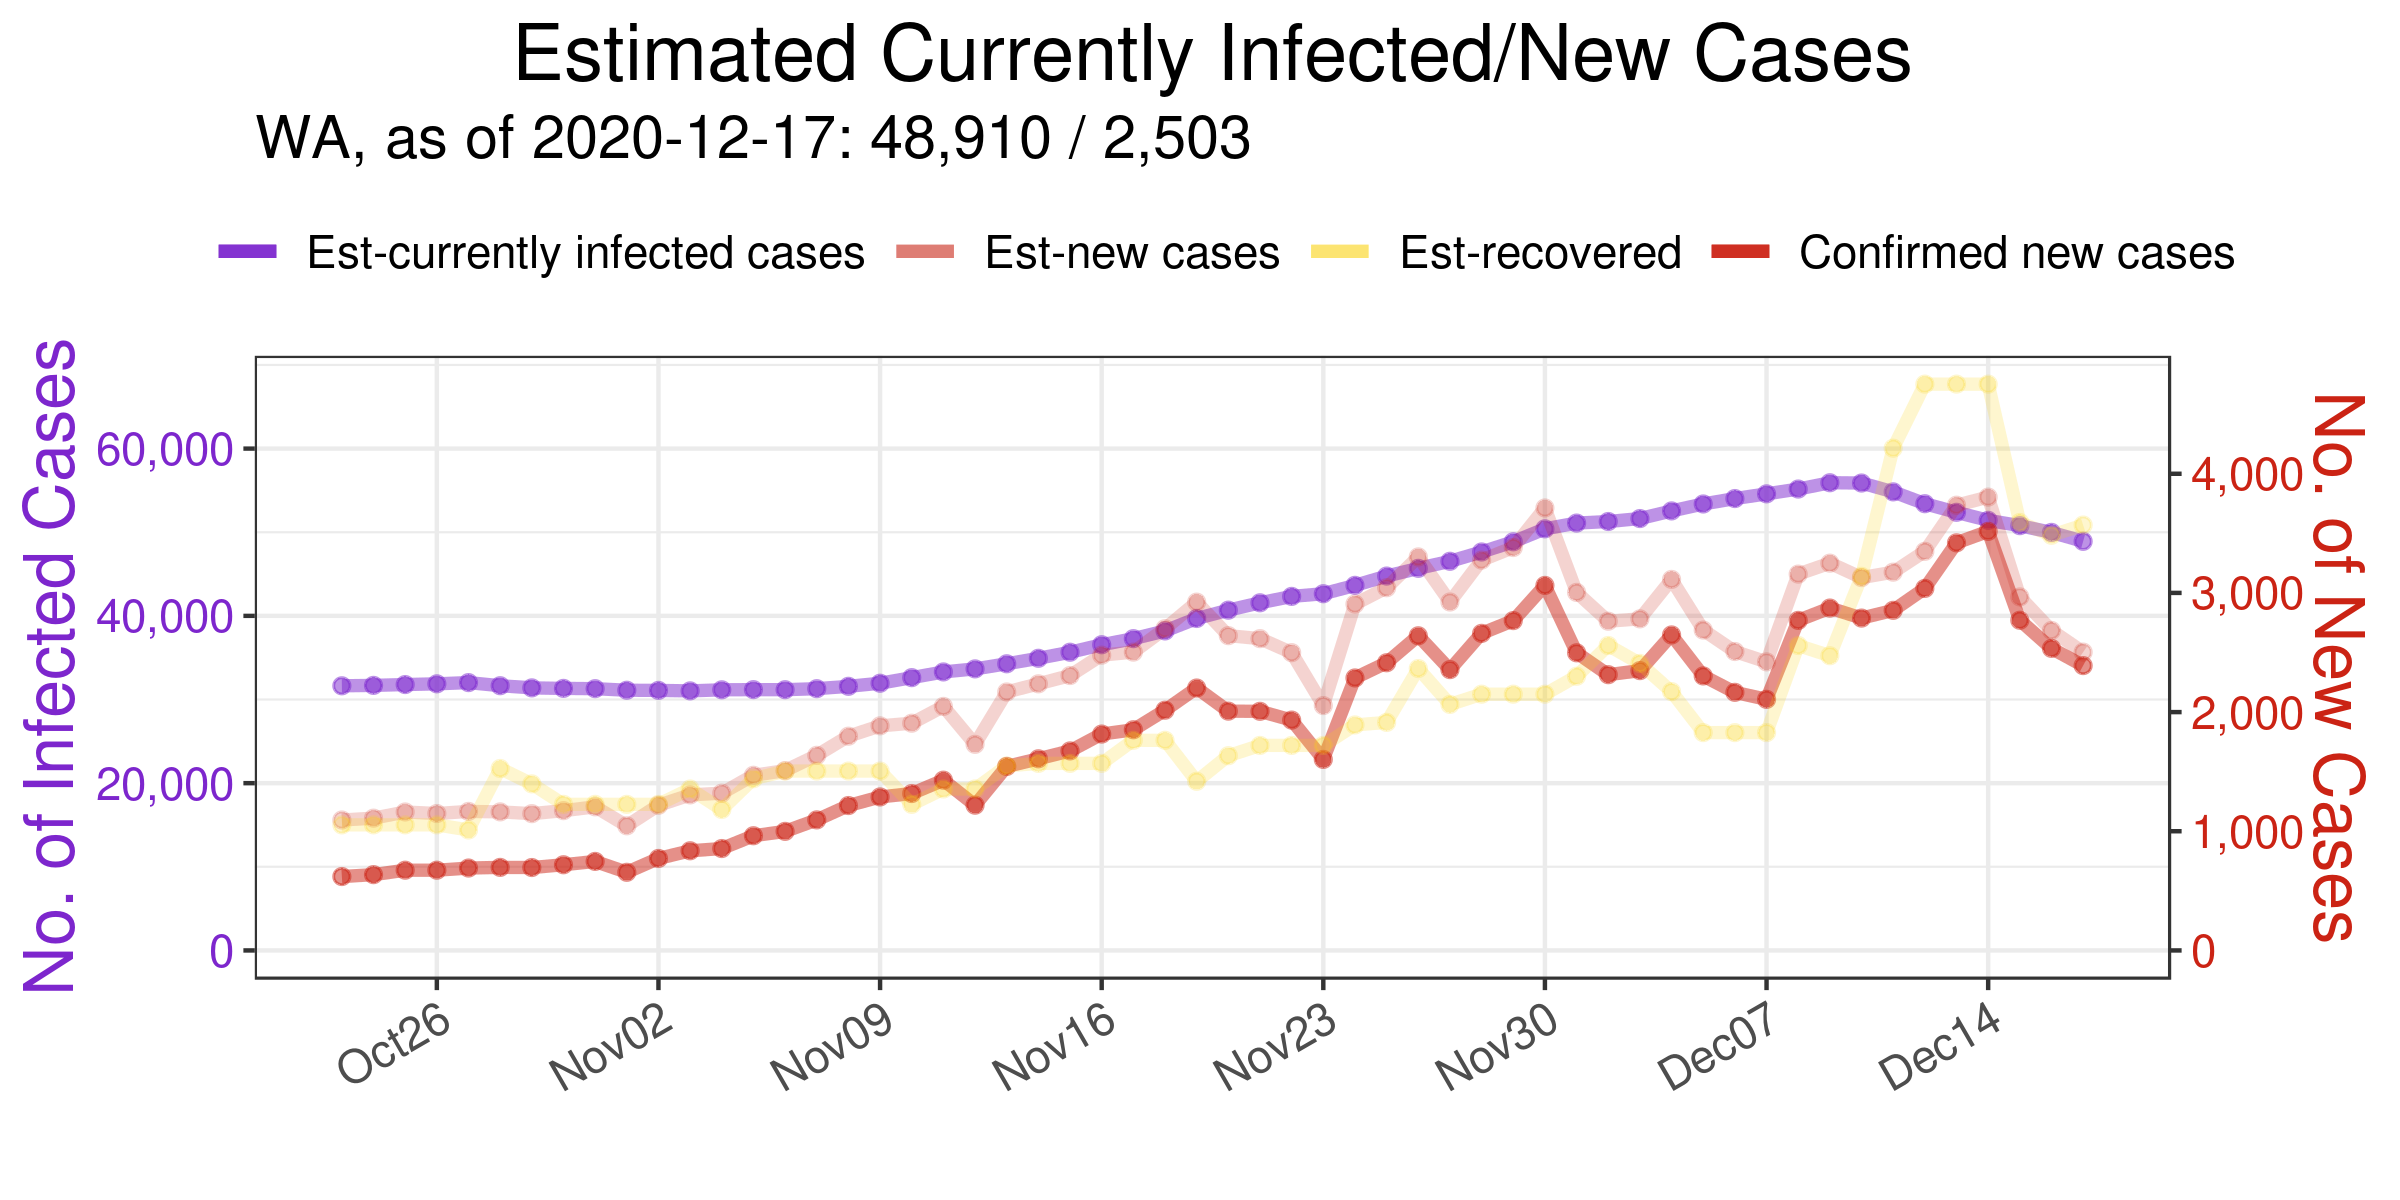 Estimated Currently Infected/New Cases
WA, as of 2020-12-17: 48,910 / 2,503
Est-currently infected cases Est-new cases Est-recovered Confirmed new cases
No. of Infected Cases
60,000
40,000
20,000
0
4,000
3,000
2,000
1,000
0
No. of New Cases
Oct26 Nov02 Nov09 Nov16 Nov23 Nov30 Dec07 Dec14